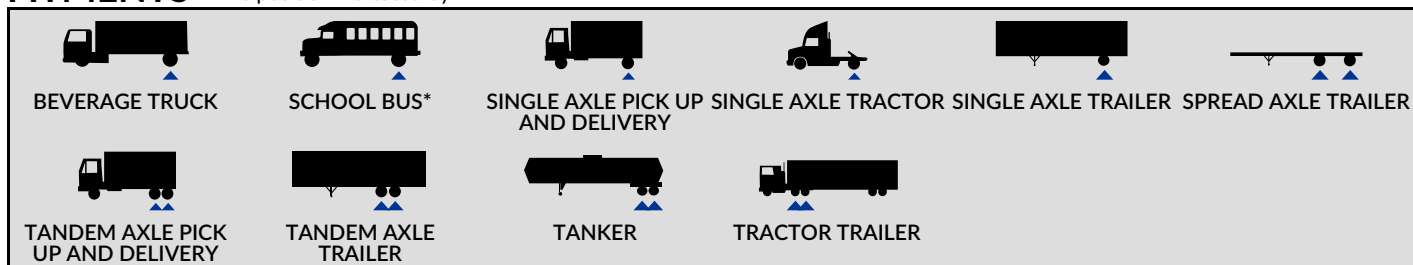 BEVERAGE TRUCK
SCHOOL BUS*
SINGLE AXLE PICK UP
AND DELIVERY
SINGLE AXLE TRACTOR
SINGLE AXLE TRAILER
SPREAD AXLE TRAILER
TANDEM AXLE PICK
UP AND DELIVERY
TANDEM AXLE
TRAILER
TANKER
TRACTOR TRAILER